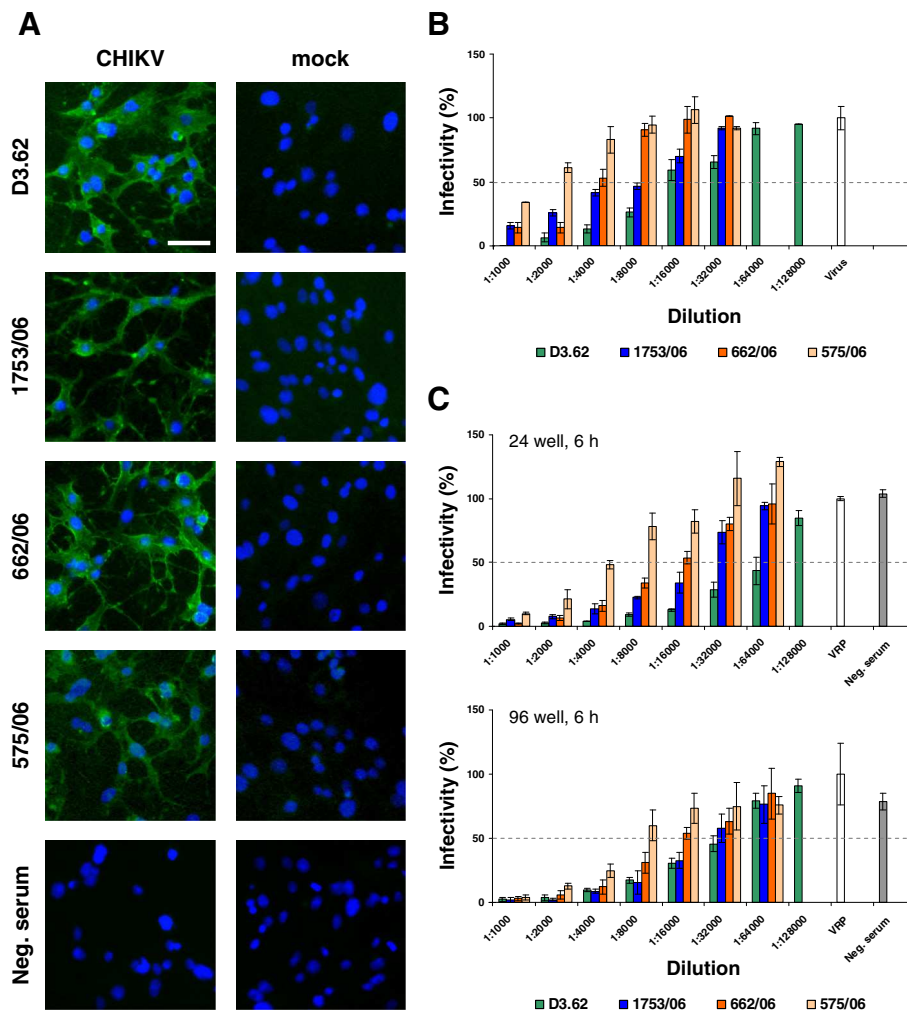 A
CHIKV
mock
D3.62
1753/06
662/06
575/06
Neg. serum
B
Infectivity (%)
150
100
50
0
1:1000
1:2000
1:4000
1:8000
1:16000
1:32000
1:64000
1:128000
Virus
Dilution
D3.62 1753/06 662/06 575/06
C
24 well, 6 h
Infectivity (%)
150
100
50
0
1:1000
1:2000
1:4000
1:8000
1:16000
1:32000
1:64000
1:128000
VRP
Neg. serum
96 well, 6 h
Infectivity (%)
150
100
50
0
1:1000
1:2000
1:4000
1:8000
1:16000
1:32000
1:64000
1:128000
VRP
Neg. serum
Dilution
D3.62 1753/06 662/06 575/06